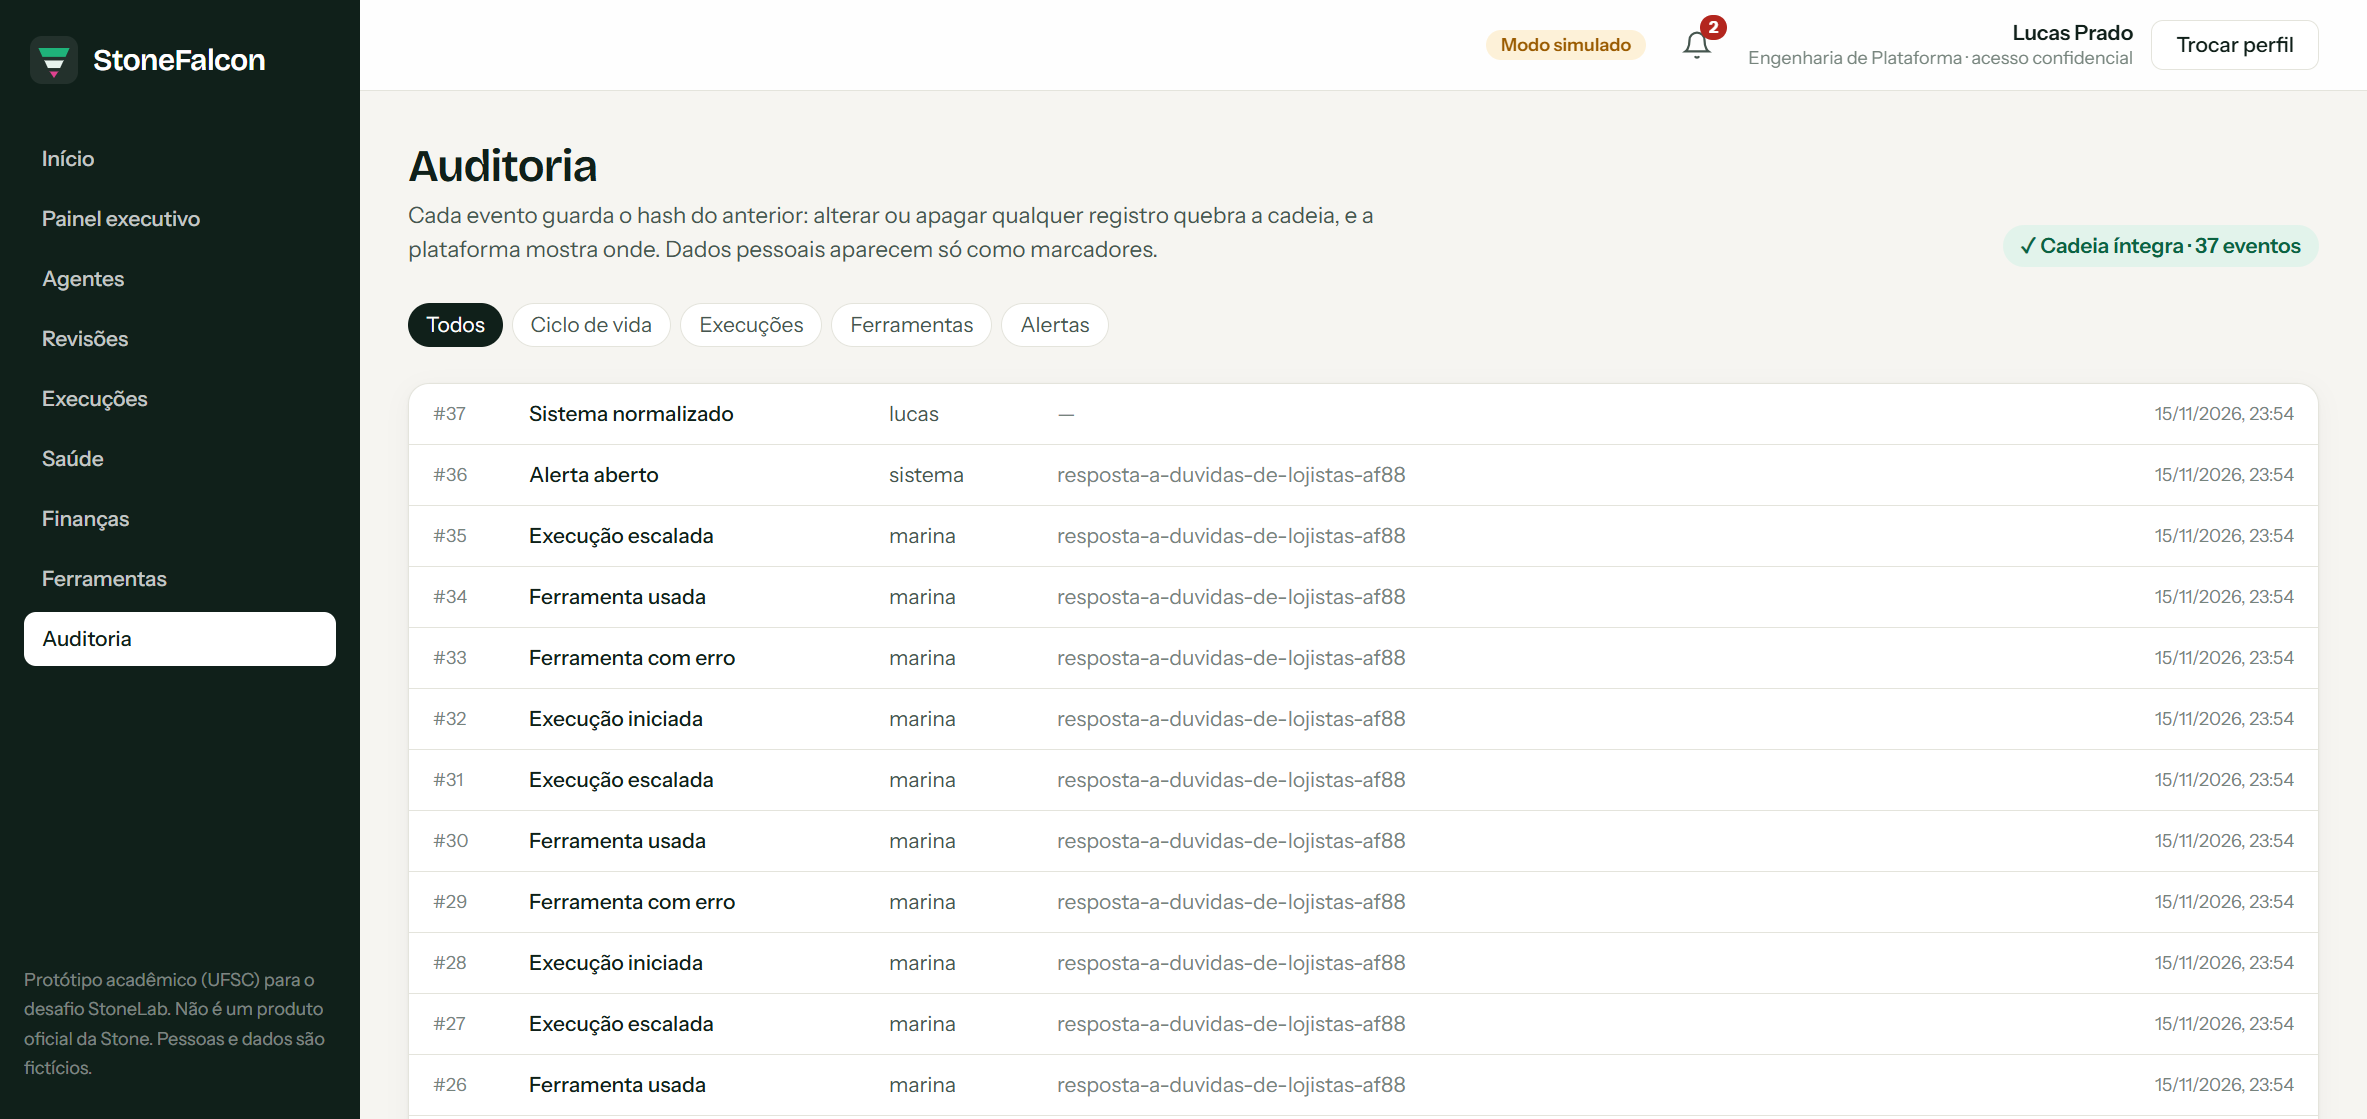 StoneFalcon
Início
Painel executivo
Agentes
Revisões
Execuções
Saúde
Finanças
Ferramentas
Auditoria
Protótipo acadêmico (UFSC) para o
desafio StoneLab. Não é um produto
oficial da Stone. Pessoas e dados são
fictícios.
Modo simulado
2
Lucas Prado
Engenharia de Plataforma · acesso confidencial
Trocar perfil
Auditoria
Cada evento guarda o hash do anterior: alterar ou apagar qualquer registro quebra a cadeia, e a
plataforma mostra onde. Dados pessoais aparecem só como marcadores.
✓ Cadeia íntegra · 37 eventos
Todos Ciclo de vida Execuções Ferramentas Alertas
#37 Sistema normalizado lucas — 15/11/2026, 23:54
#36 Alerta aberto sistema resposta-a-duvidas-de-lojistas-af88 15/11/2026, 23:54
#35 Execução escalada marina resposta-a-duvidas-de-lojistas-af88 15/11/2026, 23:54
#34 Ferramenta usada marina resposta-a-duvidas-de-lojistas-af88 15/11/2026, 23:54
#33 Ferramenta com erro marina resposta-a-duvidas-de-lojistas-af88 15/11/2026, 23:54
#32 Execução iniciada marina resposta-a-duvidas-de-lojistas-af88 15/11/2026, 23:54
#31 Execução escalada marina resposta-a-duvidas-de-lojistas-af88 15/11/2026, 23:54
#30 Ferramenta usada marina resposta-a-duvidas-de-lojistas-af88 15/11/2026, 23:54
#29 Ferramenta com erro marina resposta-a-duvidas-de-lojistas-af88 15/11/2026, 23:54
#28 Execução iniciada marina resposta-a-duvidas-de-lojistas-af88 15/11/2026, 23:54
#27 Execução escalada marina resposta-a-duvidas-de-lojistas-af88 15/11/2026, 23:54
#26 Ferramenta usada marina resposta-a-duvidas-de-lojistas-af88 15/11/2026, 23:54